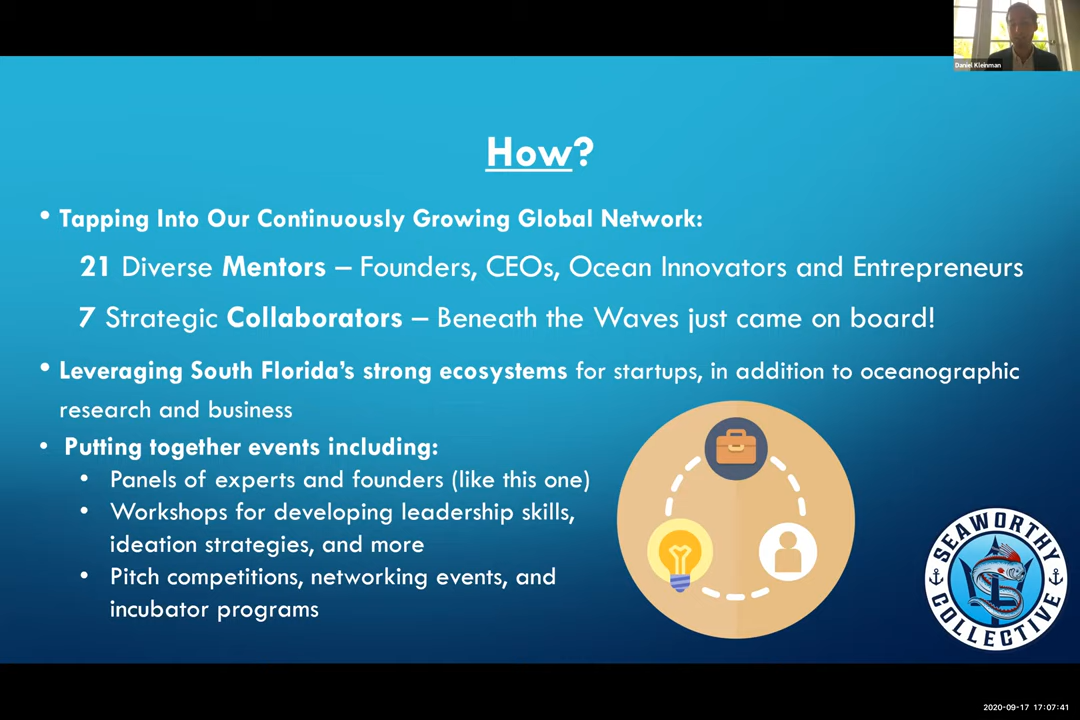 Daniel Kleinman
How?
• Tapping Into Our Continuously Growing Global Network:
21 Diverse Mentors – Founders, CEOs, Ocean Innovators and Entrepreneurs
7 Strategic Collaborators – Beneath the Waves just came on board!
• Leveraging South Florida's strong ecosystems for startups, in addition to oceanographic
research and business
• Putting together events including:
• Panels of experts and founders (like this one)
• Workshops for developing leadership skills,
ideation strategies, and more
• Pitch competitions, networking events, and
incubator programs
SEAWORTHY
COLLECTIVE
2020-09-17 17:07:41